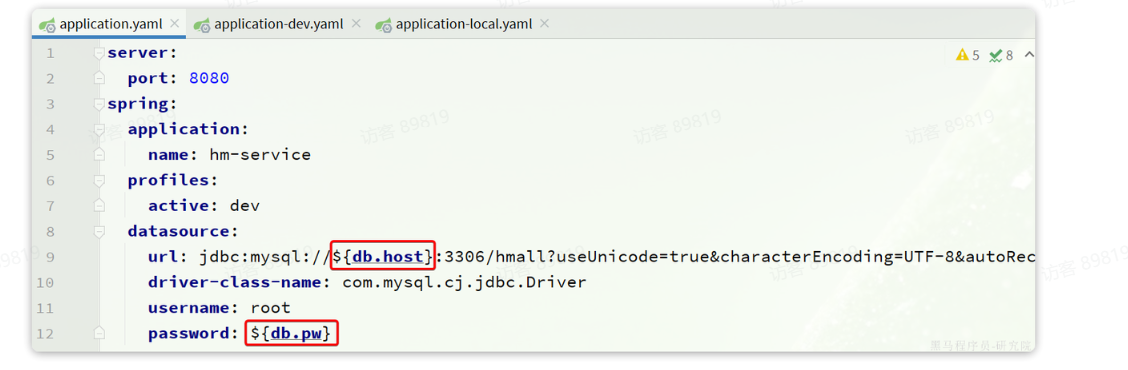 application.yaml application-dev.yaml application-local.yaml
1 server: 5 8
2 port: 8080
3 spring:
4 application:
访客 89819 访客 89819 访客 89819
5 name: hm-service
6 profiles:
7 active: dev
8 datasource:
9 url: jdbc:mysql://${db.host}:3306/hmall?useUnicode=true&characterEncoding=UTF-8&autoRec
访客 89819
10 driver-class-name: com.mysql.cj.jdbc.Driver
11 username: root
12 password: ${db.pw}
黑马程序员-研究院